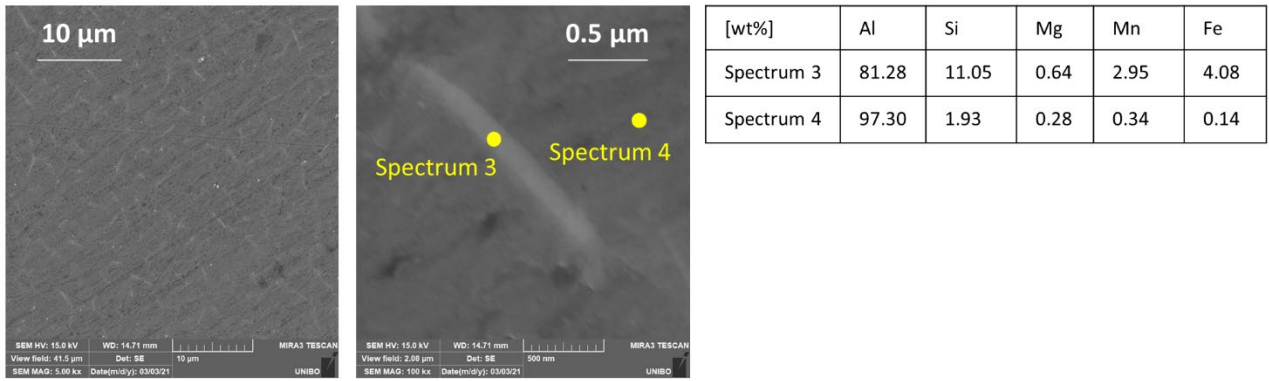 10 µm
SEM HV: 15.0 kV WD: 14.71 mm MIRA3 TESCAN
View field: 41.5 µm Det: SE 10 µm
SEM MAG: 5.00 kx Date(m/d/y): 03/03/21 UNIBO
0.5 µm
Spectrum 3
Spectrum 4
SEM HV: 15.0 kV WD: 14.71 mm MIRA3 TESCAN
View field: 2.08 µm Det: SE 500 nm
SEM MAG: 100 kx Date(m/d/y): 03/03/21 UNIBO
[wt%] Al Si Mg Mn Fe
Spectrum 3 81.28 11.05 0.64 2.95 4.08
Spectrum 4 97.30 1.93 0.28 0.34 0.14